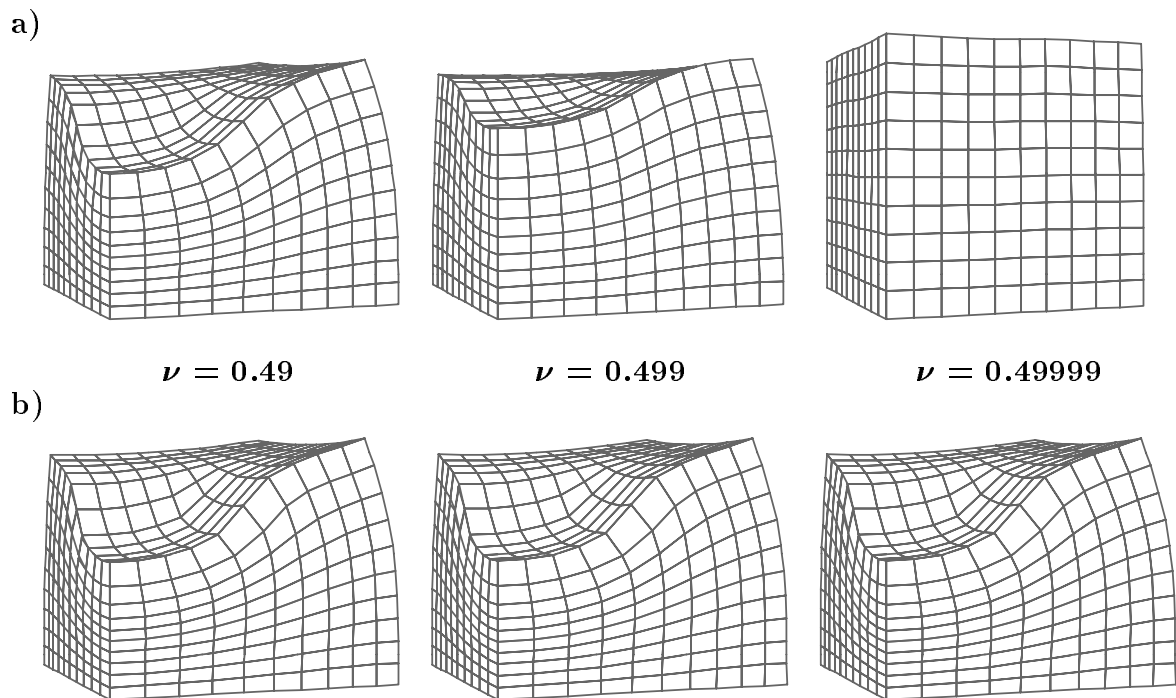 a)
ν = 0.49 ν = 0.499 ν = 0.49999
b)